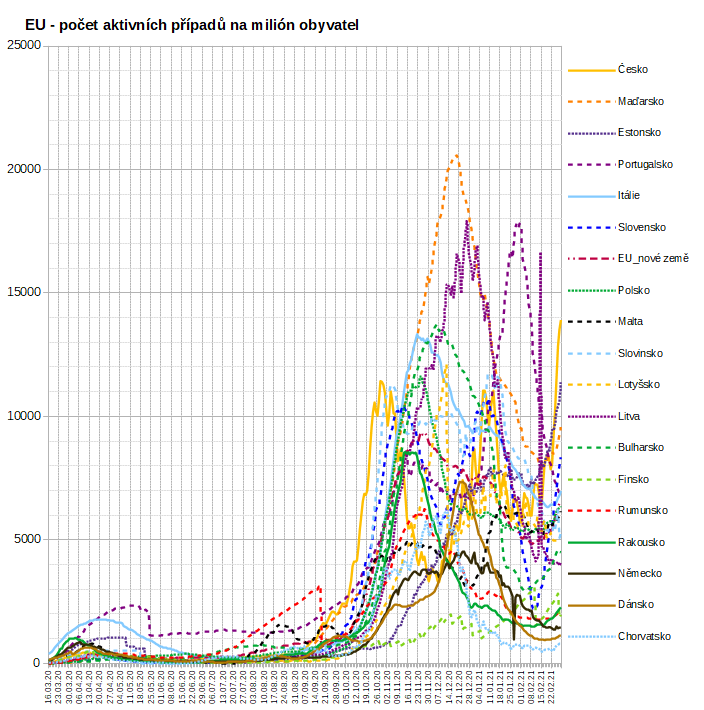 EU - počet aktivních případů na milión obyvatel
25000
20000
15000
10000
5000
0
Česko
Maďarsko
Estonsko
Portugalsko
Itálie
Slovensko
EU_nové země
Polsko
Malta
Slovinsko
Lotyšsko
Litva
Bulharsko
Finsko
Rumunsko
Rakousko
Německo
Dánsko
Chorvatsko
16.03.20
23.03.20
30.03.20
06.04.20
13.04.20
20.04.20
27.04.20
04.05.20
11.05.20
18.05.20
25.05.20
01.06.20
08.06.20
15.06.20
22.06.20
29.06.20
06.07.20
13.07.20
20.07.20
27.07.20
03.08.20
10.08.20
17.08.20
24.08.20
31.08.20
07.09.20
14.09.20
21.09.20
28.09.20
05.10.20
12.10.20
19.10.20
26.10.20
02.11.20
09.11.20
16.11.20
23.11.20
30.11.20
07.12.20
14.12.20
21.12.20
28.12.20
04.01.21
11.01.21
18.01.21
25.01.21
01.02.21
08.02.21
15.02.21
22.02.21